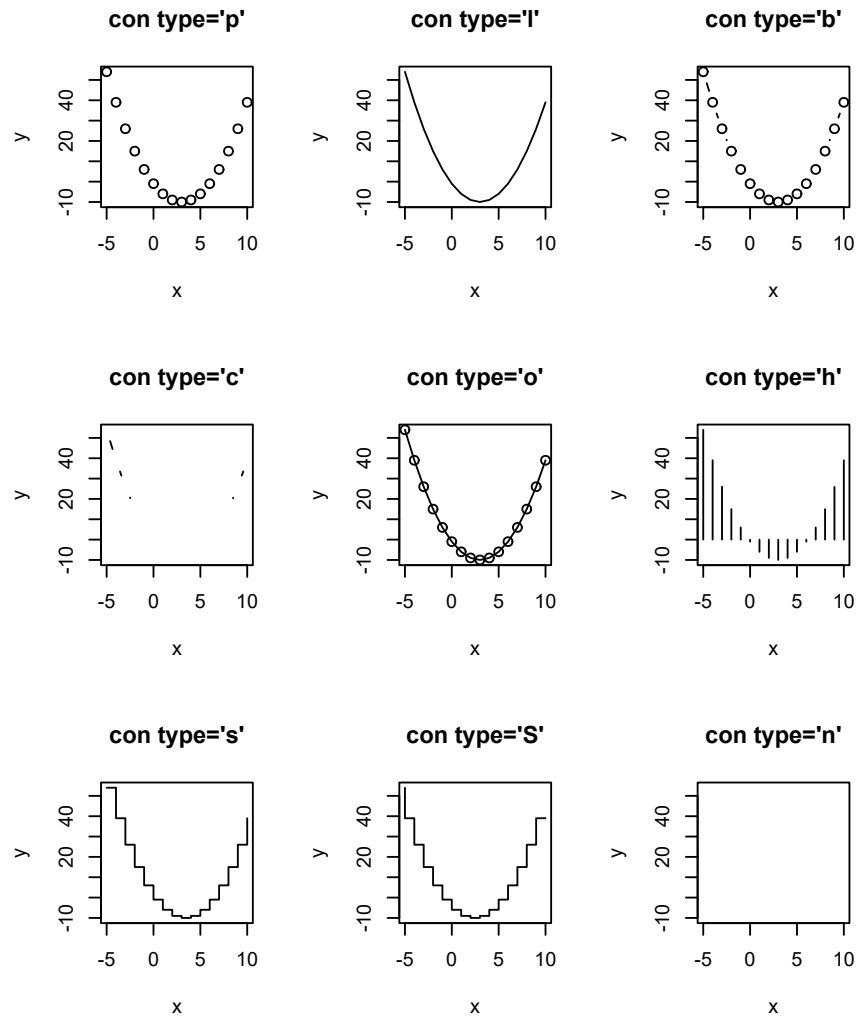 con type='p'
y
40
20
-10
-5 0 5 10
x
con type='l'
y
40
20
-10
-5 0 5 10
x
con type='b'
y
40
20
-10
-5 0 5 10
x
con type='c'
y
40
20
-10
-5 0 5 10
x
con type='o'
y
40
20
-10
-5 0 5 10
x
con type='h'
y
40
20
-10
-5 0 5 10
x
con type='s'
y
40
20
-10
-5 0 5 10
x
con type='S'
y
40
20
-10
-5 0 5 10
x
con type='n'
y
40
20
-10
-5 0 5 10
x